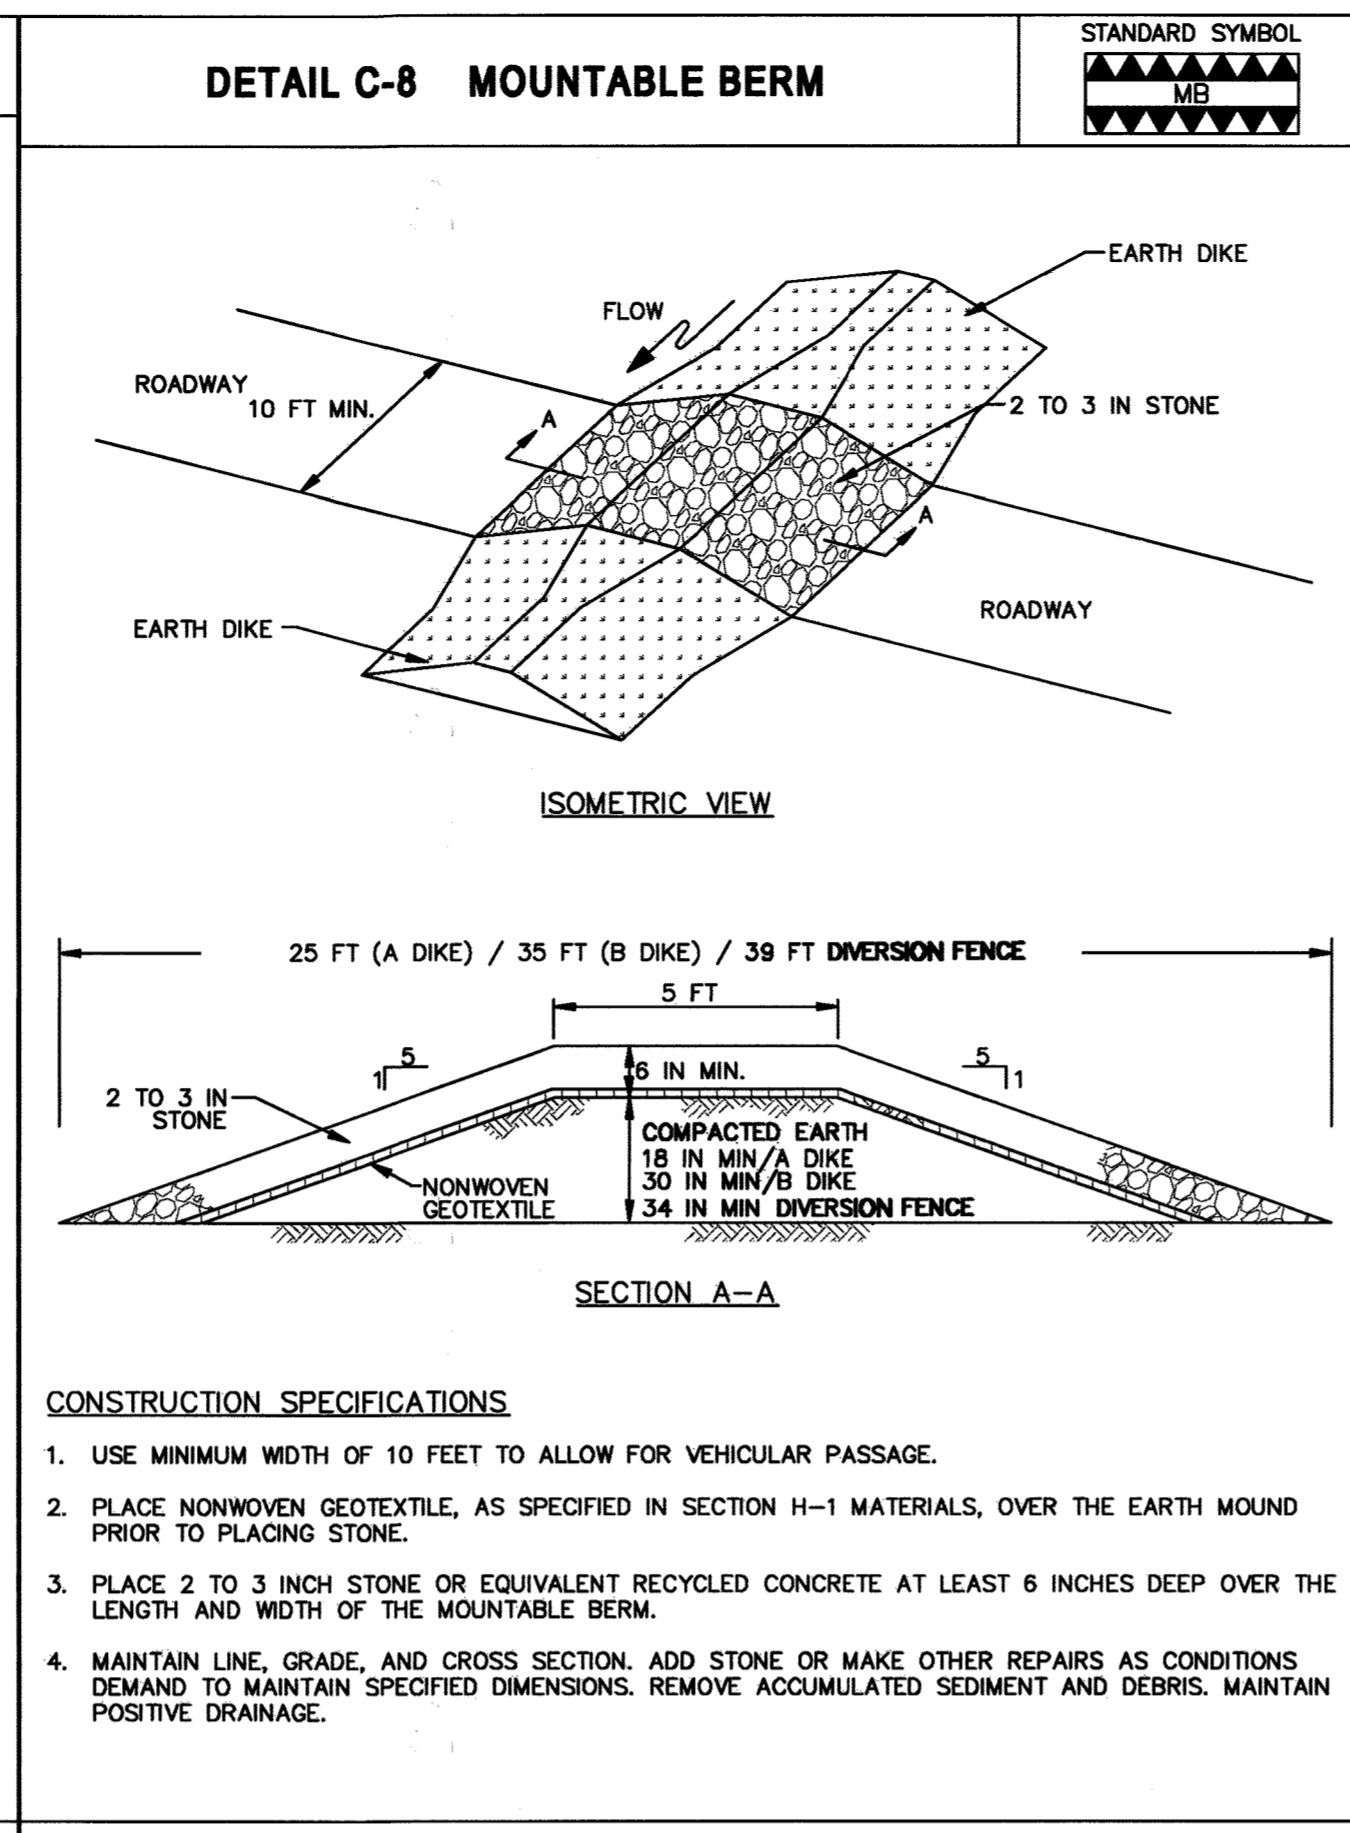 DETAIL C-8 MOUNTABLE BERM
STANDARD SYMBOL
MB
EARTH DIKE
FLOW
ROADWAY
10 FT MIN.
A
2 TO 3 IN STONE
A
EARTH DIKE
ROADWAY
ISOMETRIC VIEW
25 FT (A DIKE) / 35 FT (B DIKE) / 39 FT DIVERSION FENCE
5 FT
5
1
6 IN MIN.
5
1
2 TO 3 IN
STONE
COMPACTED EARTH
18 IN MIN/A DIKE
30 IN MIN/B DIKE
34 IN MIN DIVERSION FENCE
NONWOVEN
GEOTEXTILE
SECTION A-A
CONSTRUCTION SPECIFICATIONS
1. USE MINIMUM WIDTH OF 10 FEET TO ALLOW FOR VEHICULAR PASSAGE.
2. PLACE NONWOVEN GEOTEXTILE, AS SPECIFIED IN SECTION H-1 MATERIALS, OVER THE EARTH MOUND
PRIOR TO PLACING STONE.
3. PLACE 2 TO 3 INCH STONE OR EQUIVALENT RECYCLED CONCRETE AT LEAST 6 INCHES DEEP OVER THE
LENGTH AND WIDTH OF THE MOUNTABLE BERM.
4. MAINTAIN LINE, GRADE, AND CROSS SECTION. ADD STONE OR MAKE OTHER REPAIRS AS CONDITIONS
DEMAND TO MAINTAIN SPECIFIED DIMENSIONS. REMOVE ACCUMULATED SEDIMENT AND DEBRIS. MAINTAIN
POSITIVE DRAINAGE.